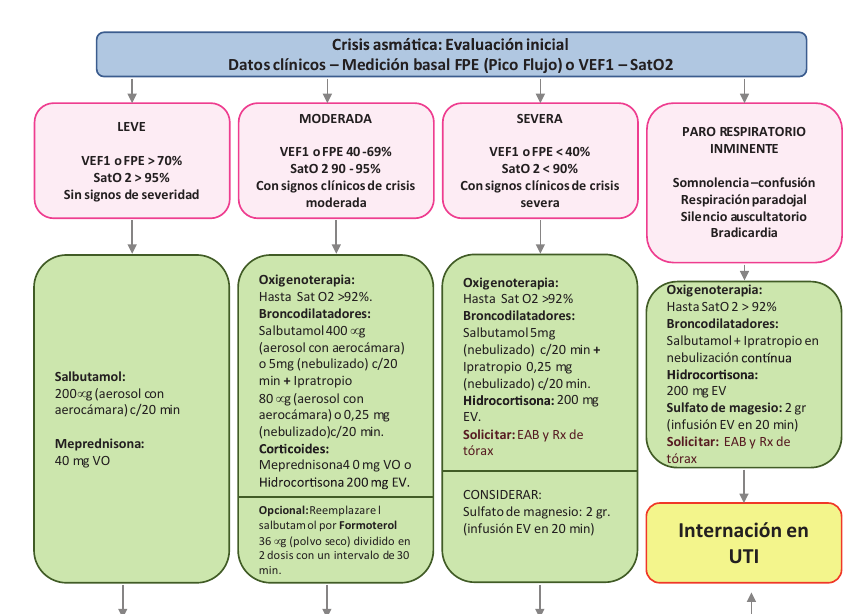 Crisis asmática: Evaluación inicial
Datos clínicos – Medición basal FPE (Pico Flujo) o VEF1 – SatO2
LEVE
VEF1 o FPE > 70%
SatO 2 > 95%
Sin signos de severidad
MODERADA
VEF1 o FPE 40 -69%
SatO 2 90 - 95%
Con signos clínicos de crisis
moderada
SEVERA
VEF1 o FPE < 40%
SatO 2 < 90%
Con signos clínicos de crisis
severa
PARO RESPIRATORIO
INMINENTE
Somnolencia –confusión
Respiración paradojal
Silencio auscultatorio
Bradicardia
Salbutamol:
200∝g (aerosol con
aerocámara) c/20 min
Meprednisona:
40 mg VO
Oxigenoterapia:
Hasta Sat O2 >92%.
Broncodilatadores:
Salbutamol 400 ∝g
(aerosol con aerocámara)
o 5mg (nebulizado) c/20
min + Ipratropio
80 ∝g (aerosol con
aerocámara) o 0,25 mg
(nebulizado)c/20 min.
Corticoides:
Meprednisona4 0 mg VO o
Hidrocortisona 200 mg EV.
Opcional: Reemplazare l
salbutamol por Formoterol
36 ∝g (polvo seco) dividido en
2 dosis con un intervalo de 30
min.
Oxigenoterapia:
Hasta Sat O2 >92%
Broncodilatadores:
Salbutamol 5mg
(nebulizado) c/20 min +
Ipratropio 0,25 mg
(nebulizado) c/20 min.
Hidrocortisona: 200 mg
EV.
Solicitar: EAB y Rx de
tórax
CONSIDERAR:
Sulfato de magnesio: 2 gr.
(infusión EV en 20 min)
Oxigenoterapia:
Hasta SatO 2 > 92%
Broncodilatadores:
Salbutamol + Ipratropio en
nebulización contínua
Hidrocortisona:
200 mg EV
Sulfato de magesio: 2 gr
(infusión EV en 20 min)
Solicitar: EAB y Rx de
tórax
Internación en
UTI